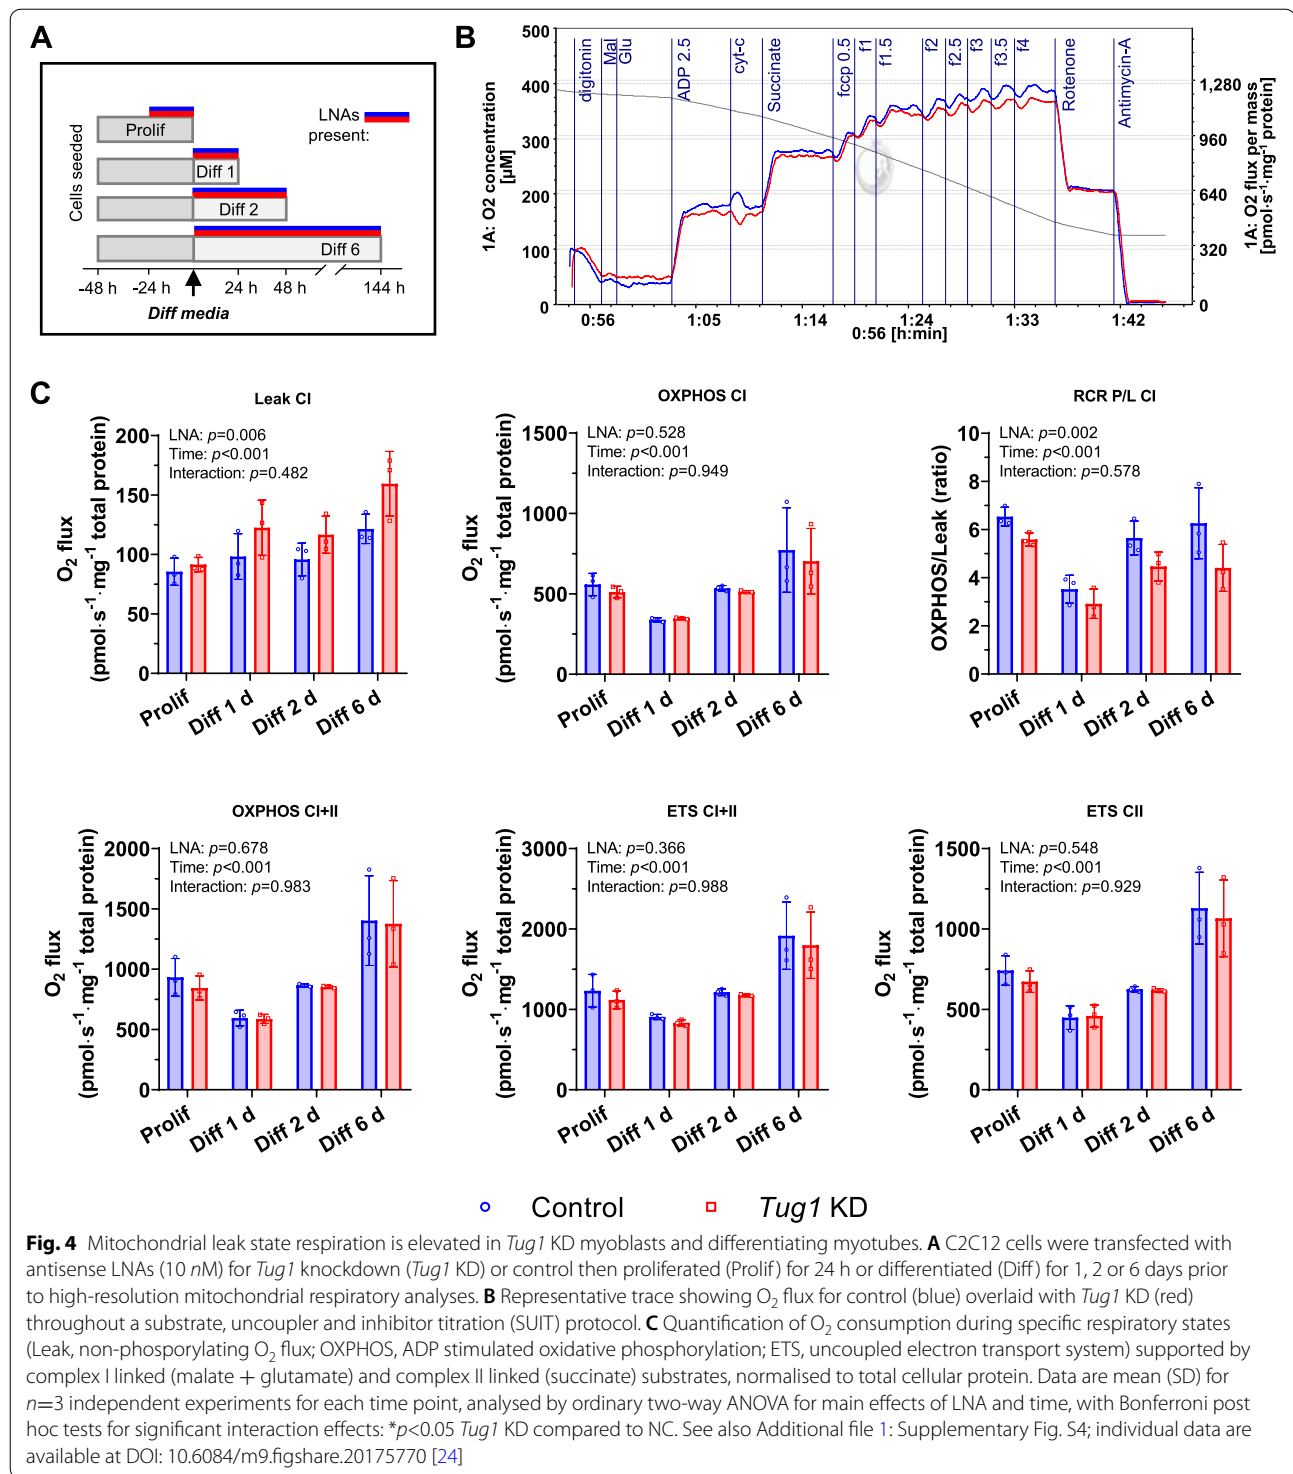 A
Cells seeded
Prolif
LNAs
present:
Diff 1
Diff 2
Diff 6
-48 h
-24 h
24 h
48 h
144 h
Diff media
B
1A: O2 concentration
[µM]
500
400
300
200
100
0
digitonin
Mal
Glu
ADP 2.5
cyt-c
Succinate
fccp 0.5
f1
f1.5
f2
f2.5
f3
f3.5
f4
Rotenone
Antimycin-A
1,280
960
640
320
0
1A: O2 flux per mass
[pmol·s⁻¹·mg⁻¹ protein]
0:56
1:05
1:14
1:24
1:33
1:42
0:56 [h:min]
C
Leak CI
LNA: p=0.006
Time: p<0.001
Interaction: p=0.482
O₂ flux
(pmol·s⁻¹·mg⁻¹ total protein)
200
150
100
50
0
Prolif
Diff 1 d
Diff 2 d
Diff 6 d
OXPHOS CI
LNA: p=0.528
Time: p<0.001
Interaction: p=0.949
O₂ flux
(pmol·s⁻¹·mg⁻¹ total protein)
1500
1000
500
0
Prolif
Diff 1 d
Diff 2 d
Diff 6 d
RCR P/L CI
LNA: p=0.002
Time: p<0.001
Interaction: p=0.578
OXPHOS/Leak (ratio)
10
8
6
4
2
0
Prolif
Diff 1 d
Diff 2 d
Diff 6 d
OXPHOS CI+II
LNA: p=0.678
Time: p<0.001
Interaction: p=0.983
O₂ flux
(pmol·s⁻¹·mg⁻¹ total protein)
2000
1500
1000
500
0
Prolif
Diff 1 d
Diff 2 d
Diff 6 d
ETS CI+II
LNA: p=0.366
Time: p<0.001
Interaction: p=0.988
O₂ flux
(pmol·s⁻¹·mg⁻¹ total protein)
3000
2000
1000
0
Prolif
Diff 1 d
Diff 2 d
Diff 6 d
ETS CII
LNA: p=0.548
Time: p<0.001
Interaction: p=0.929
O₂ flux
(pmol·s⁻¹·mg⁻¹ total protein)
1500
1000
500
0
Prolif
Diff 1 d
Diff 2 d
Diff 6 d
Control
Tug1 KD
Fig. 4 Mitochondrial leak state respiration is elevated in Tug1 KD myoblasts and differentiating myotubes. A C2C12 cells were transfected with
antisense LNAs (10 nM) for Tug1 knockdown (Tug1 KD) or control then proliferated (Prolif) for 24 h or differentiated (Diff) for 1, 2 or 6 days prior
to high-resolution mitochondrial respiratory analyses. B Representative trace showing O₂ flux for control (blue) overlaid with Tug1 KD (red)
throughout a substrate, uncoupler and inhibitor titration (SUIT) protocol. C Quantification of O₂ consumption during specific respiratory states
(Leak, non-phosporylating O₂ flux; OXPHOS, ADP stimulated oxidative phosphorylation; ETS, uncoupled electron transport system) supported by
complex I linked (malate + glutamate) and complex II linked (succinate) substrates, normalised to total cellular protein. Data are mean (SD) for
n=3 independent experiments for each time point, analysed by ordinary two-way ANOVA for main effects of LNA and time, with Bonferroni post
hoc tests for significant interaction effects: *p<0.05 Tug1 KD compared to NC. See also Additional file 1: Supplementary Fig. S4; individual data are
available at DOI: 10.6084/m9.figshare.20175770 [24]